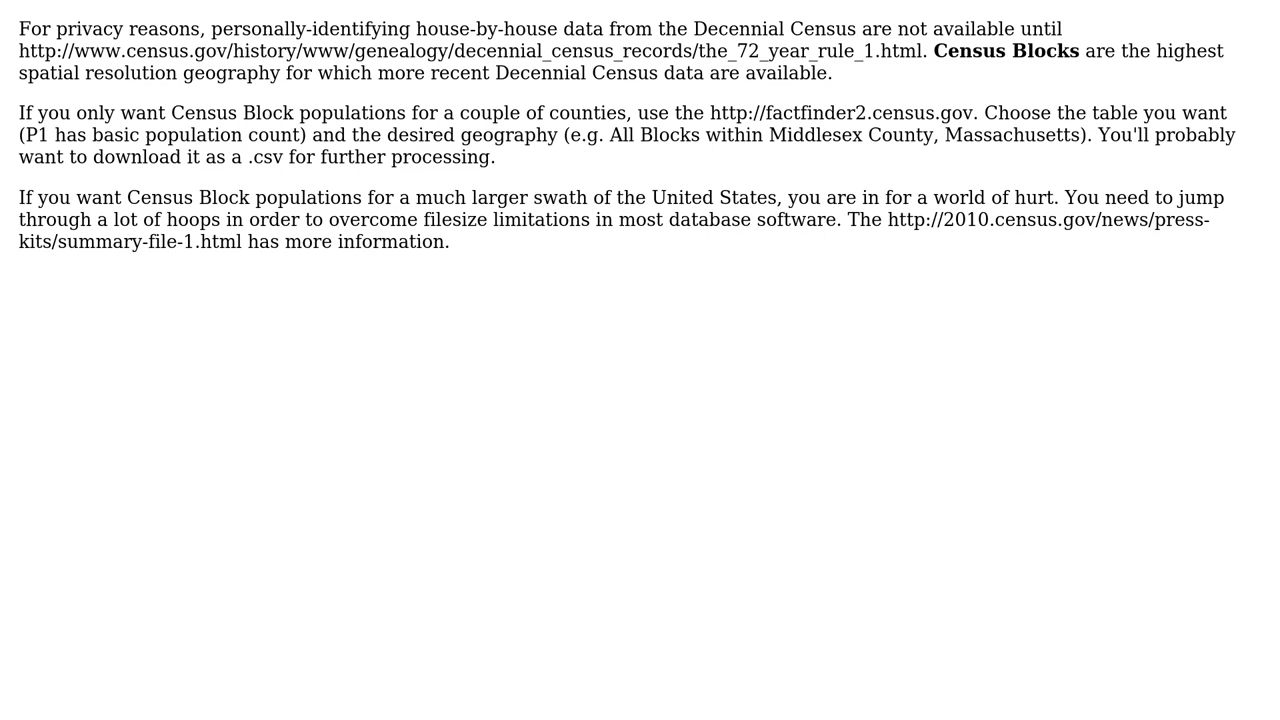 For privacy reasons, personally-identifying house-by-house data from the Decennial Census are not available until
http://www.census.gov/history/www/genealogy/decennial_census_records/the_72_year_rule_1.html. Census Blocks are the highest
spatial resolution geography for which more recent Decennial Census data are available.
If you only want Census Block populations for a couple of counties, use the http://factfinder2.census.gov. Choose the table you want
(P1 has basic population count) and the desired geography (e.g. All Blocks within Middlesex County, Massachusetts). You'll probably
want to download it as a .csv for further processing.
If you want Census Block populations for a much larger swath of the United States, you are in for a world of hurt. You need to jump
through a lot of hoops in order to overcome filesize limitations in most database software. The http://2010.census.gov/news/press-
kits/summary-file-1.html has more information.